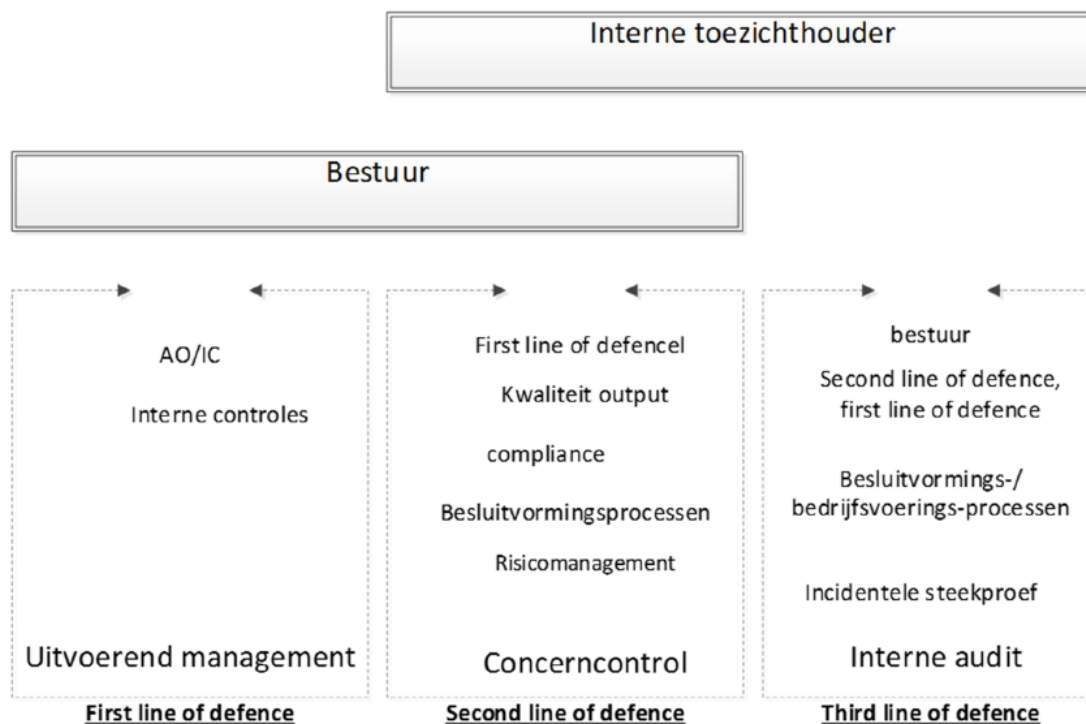 Interne toezichthouder
Bestuur
AO/IC
Interne controles
Uitvoerend management
First line of defence
First line of defencel
Kwaliteit output
compliance
Besluitvormingsprocessen
Risicomanagement
Concerncontrol
Second line of defence
bestuur
Second line of defence,
first line of defence
Besluitvormings-/
bedrijfsvoerings-processen
Incidentele steekproef
Interne audit
Third line of defence